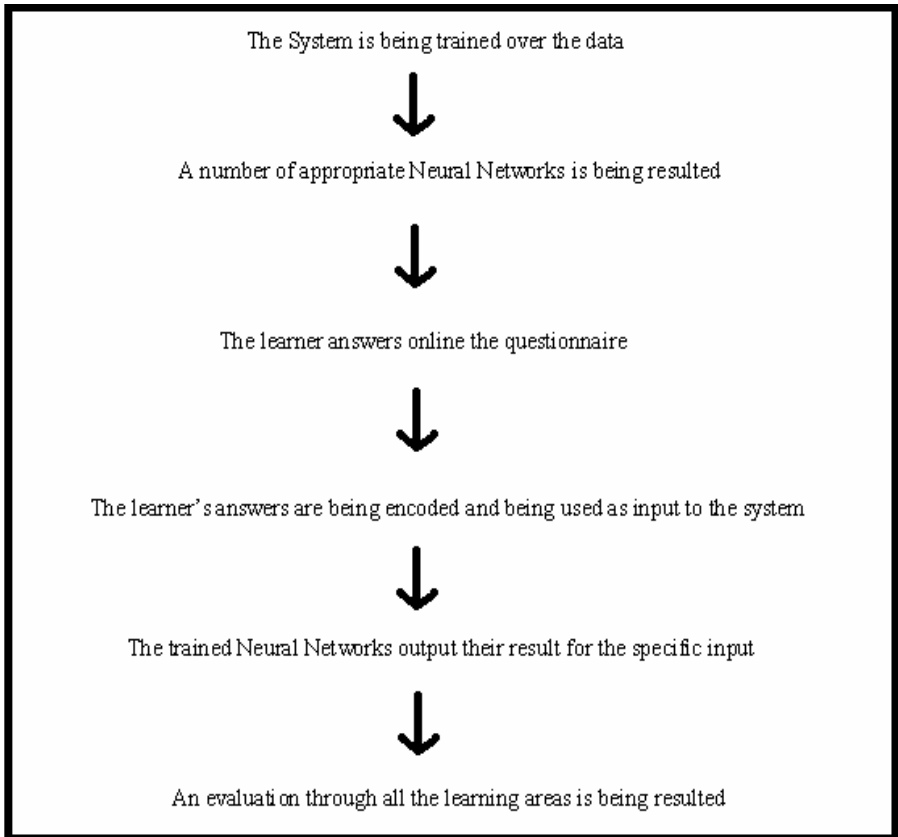 The System is being trained over the data
A number of appropriate Neural Networks is being resulted
The learner answers online the questionnaire
The learner's answers are being encoded and being used as input to the system
The trained Neural Networks output their result for the specific input
An evaluation through all the learning areas is being resulted